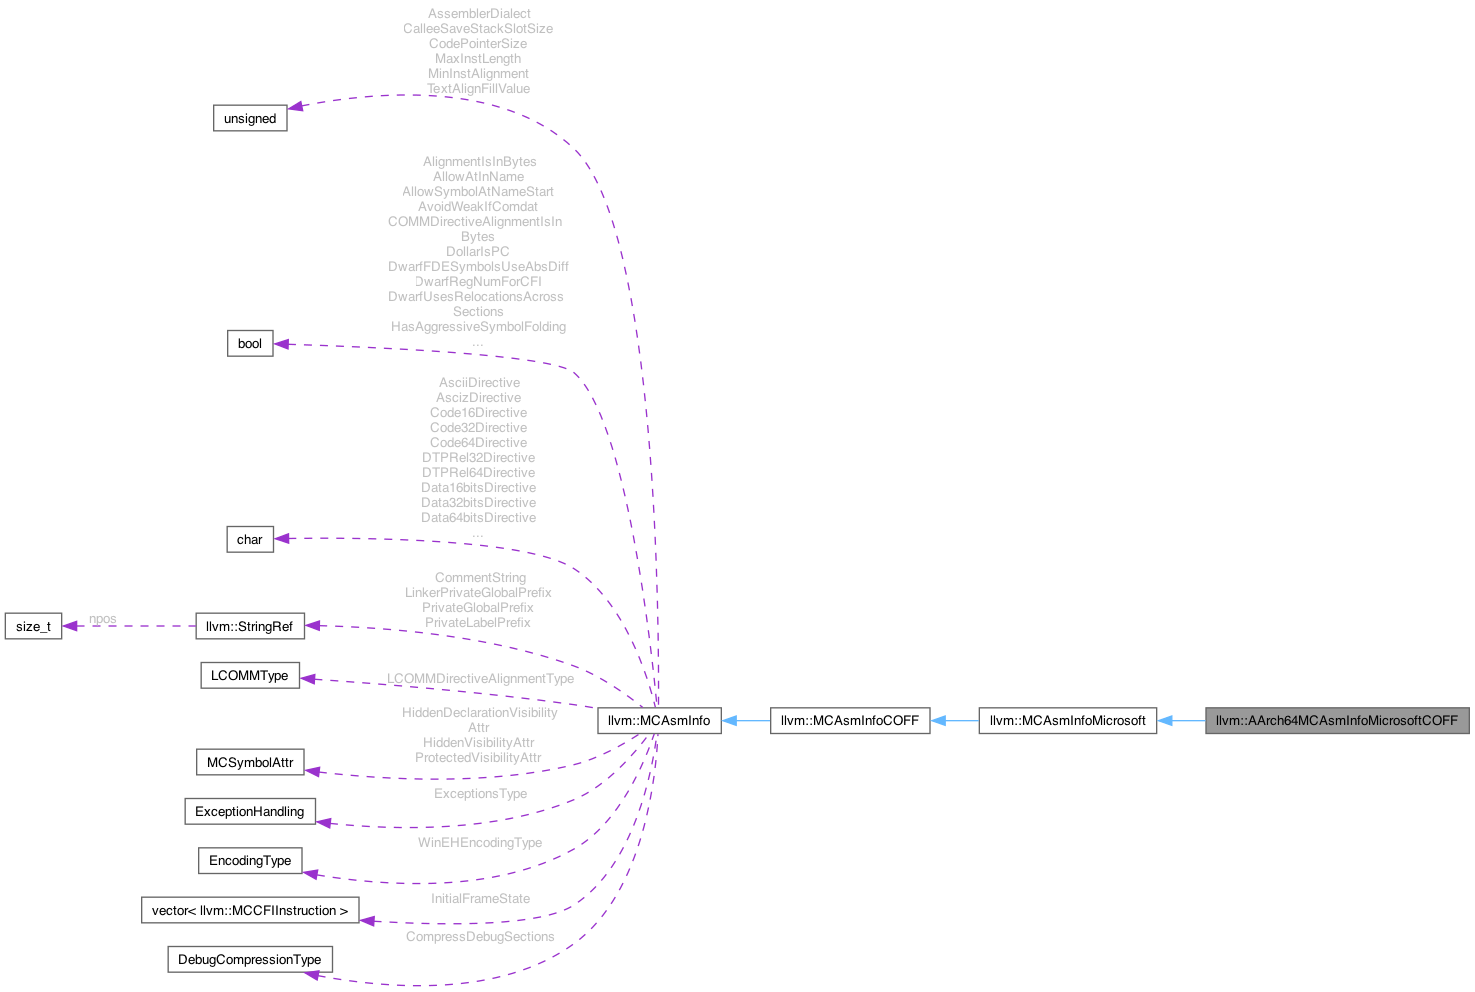 AssemblerDialect
CalleeSaveStackSlotSize
CodePointerSize
MaxInstLength
MinInstAlignment
TextAlignFillValue
unsigned
AlignmentIsInBytes
AllowAtInName
AllowSymbolAtNameStart
AvoidWeakIfComdat
COMMDirectiveAlignmentIsIn
Bytes
DollarIsPC
DwarfFDESymbolsUseAbsDiff
DwarfRegNumForCFI
DwarfUsesRelocationsAcross
Sections
HasAggressiveSymbolFolding
...
bool
AsciiDirective
AscizDirective
Code16Directive
Code32Directive
Code64Directive
DTPRel32Directive
DTPRel64Directive
Data16bitsDirective
Data32bitsDirective
Data64bitsDirective
...
char
CommentString
LinkerPrivateGlobalPrefix
PrivateGlobalPrefix
PrivateLabelPrefix
size_t
npos
llvm::StringRef
LCOMMType
LCOMMDirectiveAlignmentType
HiddenDeclarationVisibility
Attr
HiddenVisibilityAttr
ProtectedVisibilityAttr
llvm::MCAsmInfo
llvm::MCAsmInfoCOFF
llvm::MCAsmInfoMicrosoft
llvm::AArch64MCAsmInfoMicrosoftCOFF
MCSymbolAttr
ExceptionsType
ExceptionHandling
WinEHEncodingType
EncodingType
InitialFrameState
vector< llvm::MCCFIInstruction >
CompressDebugSections
DebugCompressionType